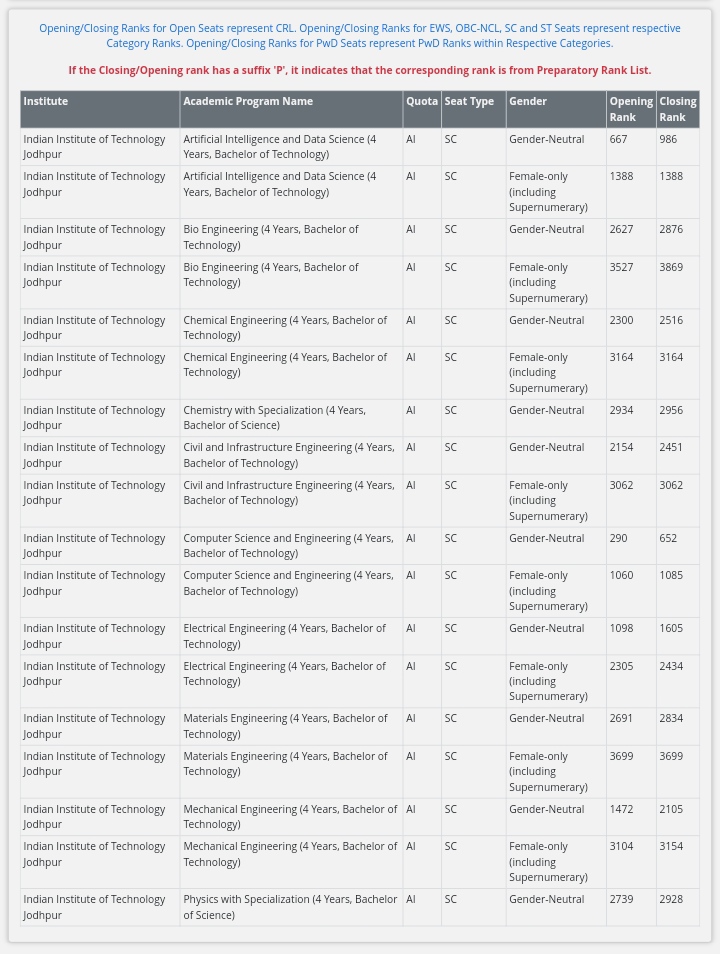 Opening/Closing Ranks for Open Seats represent CRL. Opening/Closing Ranks for EWS, OBC-NCL, SC and ST Seats represent respective
Category Ranks. Opening/Closing Ranks for PwD Seats represent PwD Ranks within Respective Categories.
If the Closing/Opening rank has a suffix 'P', it indicates that the corresponding rank is from Preparatory Rank List.
Institute Academic Program Name Quota Seat Type Gender Opening Closing
Rank Rank
Indian Institute of Technology Artificial Intelligence and Data Science (4 AI SC Gender-Neutral 667 986
Jodhpur Years, Bachelor of Technology)
Indian Institute of Technology Artificial Intelligence and Data Science (4 AI SC Female-only 1388 1388
Jodhpur Years, Bachelor of Technology) (including
Supernumerary)
Indian Institute of Technology Bio Engineering (4 Years, Bachelor of AI SC Gender-Neutral 2627 2876
Jodhpur Technology)
Indian Institute of Technology Bio Engineering (4 Years, Bachelor of AI SC Female-only 3527 3869
Jodhpur Technology) (including
Supernumerary)
Indian Institute of Technology Chemical Engineering (4 Years, Bachelor of AI SC Gender-Neutral 2300 2516
Jodhpur Technology)
Indian Institute of Technology Chemical Engineering (4 Years, Bachelor of AI SC Female-only 3164 3164
Jodhpur Technology) (including
Supernumerary)
Indian Institute of Technology Chemistry with Specialization (4 Years, AI SC Gender-Neutral 2934 2956
Jodhpur Bachelor of Science)
Indian Institute of Technology Civil and Infrastructure Engineering (4 Years, AI SC Gender-Neutral 2154 2451
Jodhpur Bachelor of Technology)
Indian Institute of Technology Civil and Infrastructure Engineering (4 Years, AI SC Female-only 3062 3062
Jodhpur Bachelor of Technology) (including
Supernumerary)
Indian Institute of Technology Computer Science and Engineering (4 Years, AI SC Gender-Neutral 290 652
Jodhpur Bachelor of Technology)
Indian Institute of Technology Computer Science and Engineering (4 Years, AI SC Female-only 1060 1085
Jodhpur Bachelor of Technology) (including
Supernumerary)
Indian Institute of Technology Electrical Engineering (4 Years, Bachelor of AI SC Gender-Neutral 1098 1605
Jodhpur Technology)
Indian Institute of Technology Electrical Engineering (4 Years, Bachelor of AI SC Female-only 2305 2434
Jodhpur Technology) (including
Supernumerary)
Indian Institute of Technology Materials Engineering (4 Years, Bachelor of AI SC Gender-Neutral 2691 2834
Jodhpur Technology)
Indian Institute of Technology Materials Engineering (4 Years, Bachelor of AI SC Female-only 3699 3699
Jodhpur Technology) (including
Supernumerary)
Indian Institute of Technology Mechanical Engineering (4 Years, Bachelor of AI SC Gender-Neutral 1472 2105
Jodhpur Technology)
Indian Institute of Technology Mechanical Engineering (4 Years, Bachelor of AI SC Female-only 3104 3154
Jodhpur Technology) (including
Supernumerary)
Indian Institute of Technology Physics with Specialization (4 Years, Bachelor AI SC Gender-Neutral 2739 2928
Jodhpur of Science)